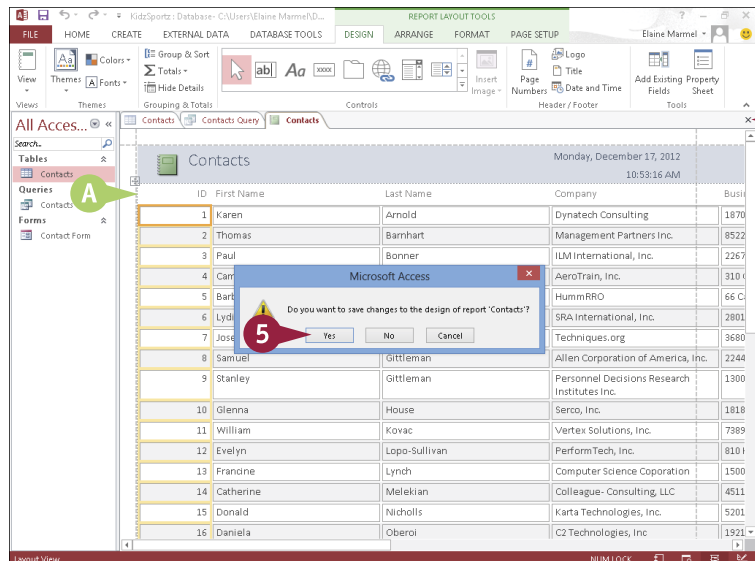 KidzSportz : Database- C:\Users\Elaine Marmel\D...
REPORT LAYOUT TOOLS
FILE HOME CREATE EXTERNAL DATA DATABASE TOOLS DESIGN ARRANGE FORMAT PAGE SETUP Elaine Marmel
View
Themes
Colors
Fonts
Group & Sort
Totals
Hide Details
ab|
Aa
xxxx
Insert Image
Page Numbers
Logo
Title
Date and Time
Add Existing Fields
Property Sheet
Views Themes Grouping & Totals Controls Header / Footer Tools
All Acces...
Search..
Tables
Contacts
Queries
Contacts
Forms
Contact Form
A
Contacts Contacts Query Contacts
Contacts
Monday, December 17, 2012
10:53:16 AM
ID First Name Last Name Company Busi
1 Karen Arnold Dynatech Consulting 1870
2 Thomas Barnhart Management Partners Inc. 8522
3 Paul Bonner ILM International, Inc. 2267
4 Cam AeroTrain, Inc. 310
5 Barb HummRRO 66
6 Lydi SRA International, Inc. 2801
7 Jose Techniques.org 3680
8 Samuel Gittleman Allen Corporation of America, Inc. 2244
9 Stanley Gittleman Personnel Decisions Research Institutes Inc. 1300
10 Glenna House Serco, Inc. 1818
11 William Kovac Vertex Solutions, Inc. 7389
12 Evelyn Lopo-Sullivan PerformTech, Inc. 810
13 Francine Lynch Computer Science Coporation 1500
14 Catherine Melekian Colleague- Consulting, LLC 4511
15 Donald Nicholls Karta Technologies, Inc. 5201
16 Daniela Oberoi C2 Technologies, Inc 1921
Microsoft Access
Do you want to save changes to the design of report 'Contacts'?
5
Yes No Cancel
Layout View
NUM LOCK